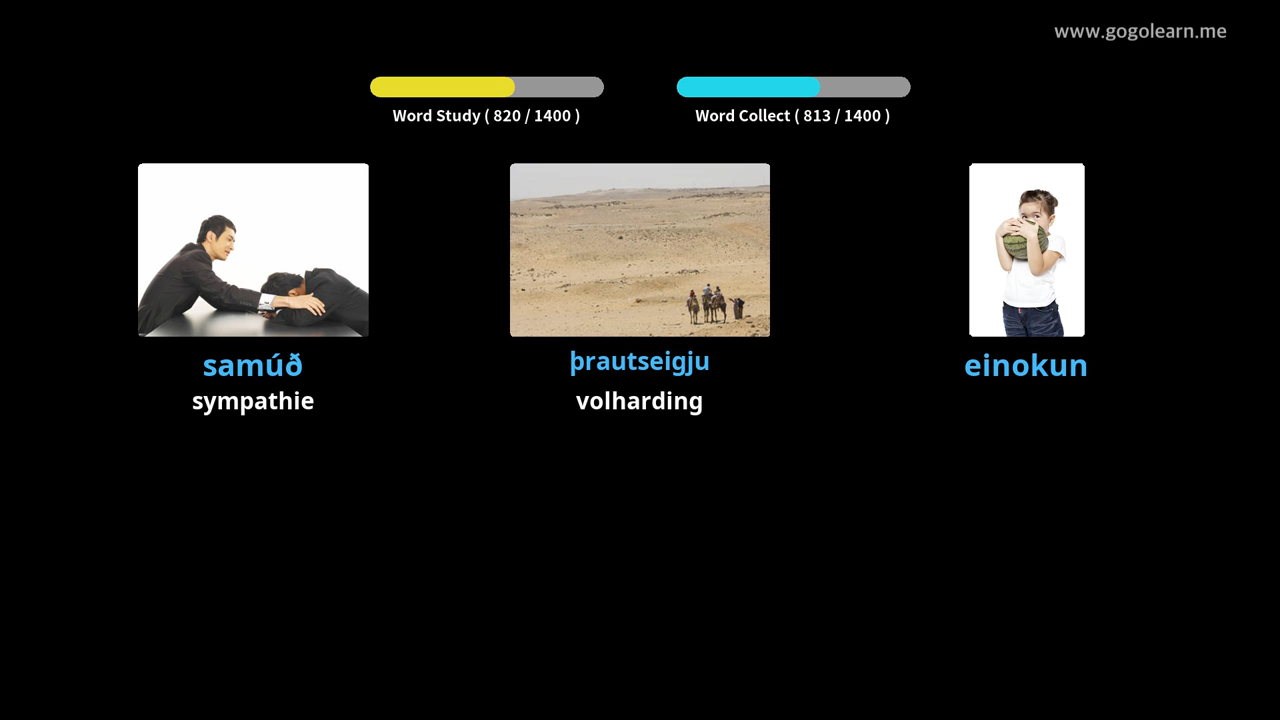 www.gogolearn.me
Word Study ( 820 / 1400 )
Word Collect ( 813 / 1400 )
samúð
þrautseigju
einokun
sympathie
volharding